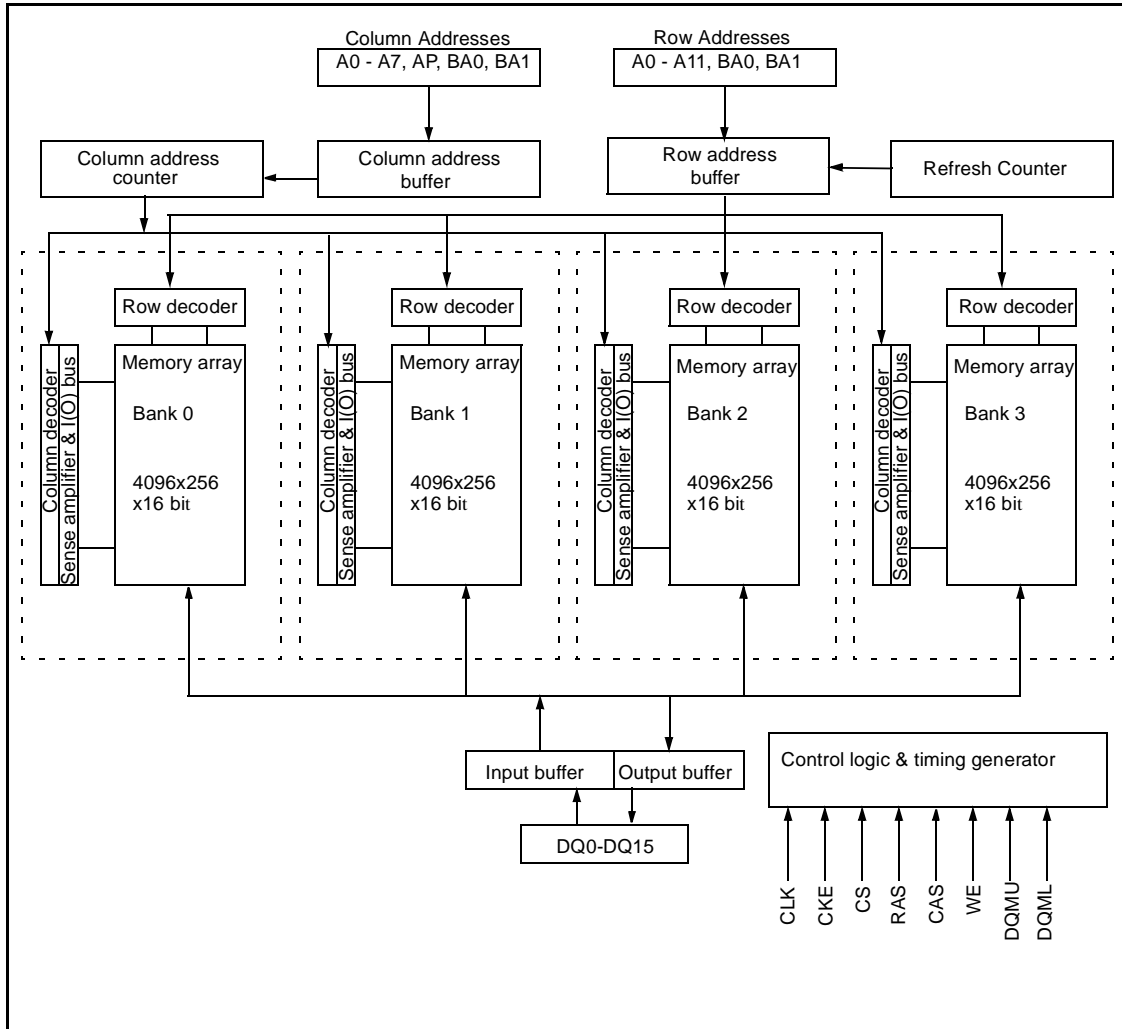 Column Addresses
A0 - A7, AP, BA0, BA1
Row Addresses
A0 - A11, BA0, BA1
Column address
counter
Column address
buffer
Row address
buffer
Refresh Counter
Row decoder
Row decoder
Row decoder
Row decoder
Column decoder
Sense amplifier & I(O) bus
Memory array
Bank 0
4096x256
x16 bit
Column decoder
Sense amplifier & I(O) bus
Memory array
Bank 1
4096x256
x16 bit
Column decoder
Sense amplifier & I(O) bus
Memory array
Bank 2
4096x256
x16 bit
Column decoder
Sense amplifier & I(O) bus
Memory array
Bank 3
4096x256
x16 bit
Input buffer
Output buffer
DQ0-DQ15
Control logic & timing generator
CLK
CKE
CS
RAS
CAS
WE
DQMU
DQML